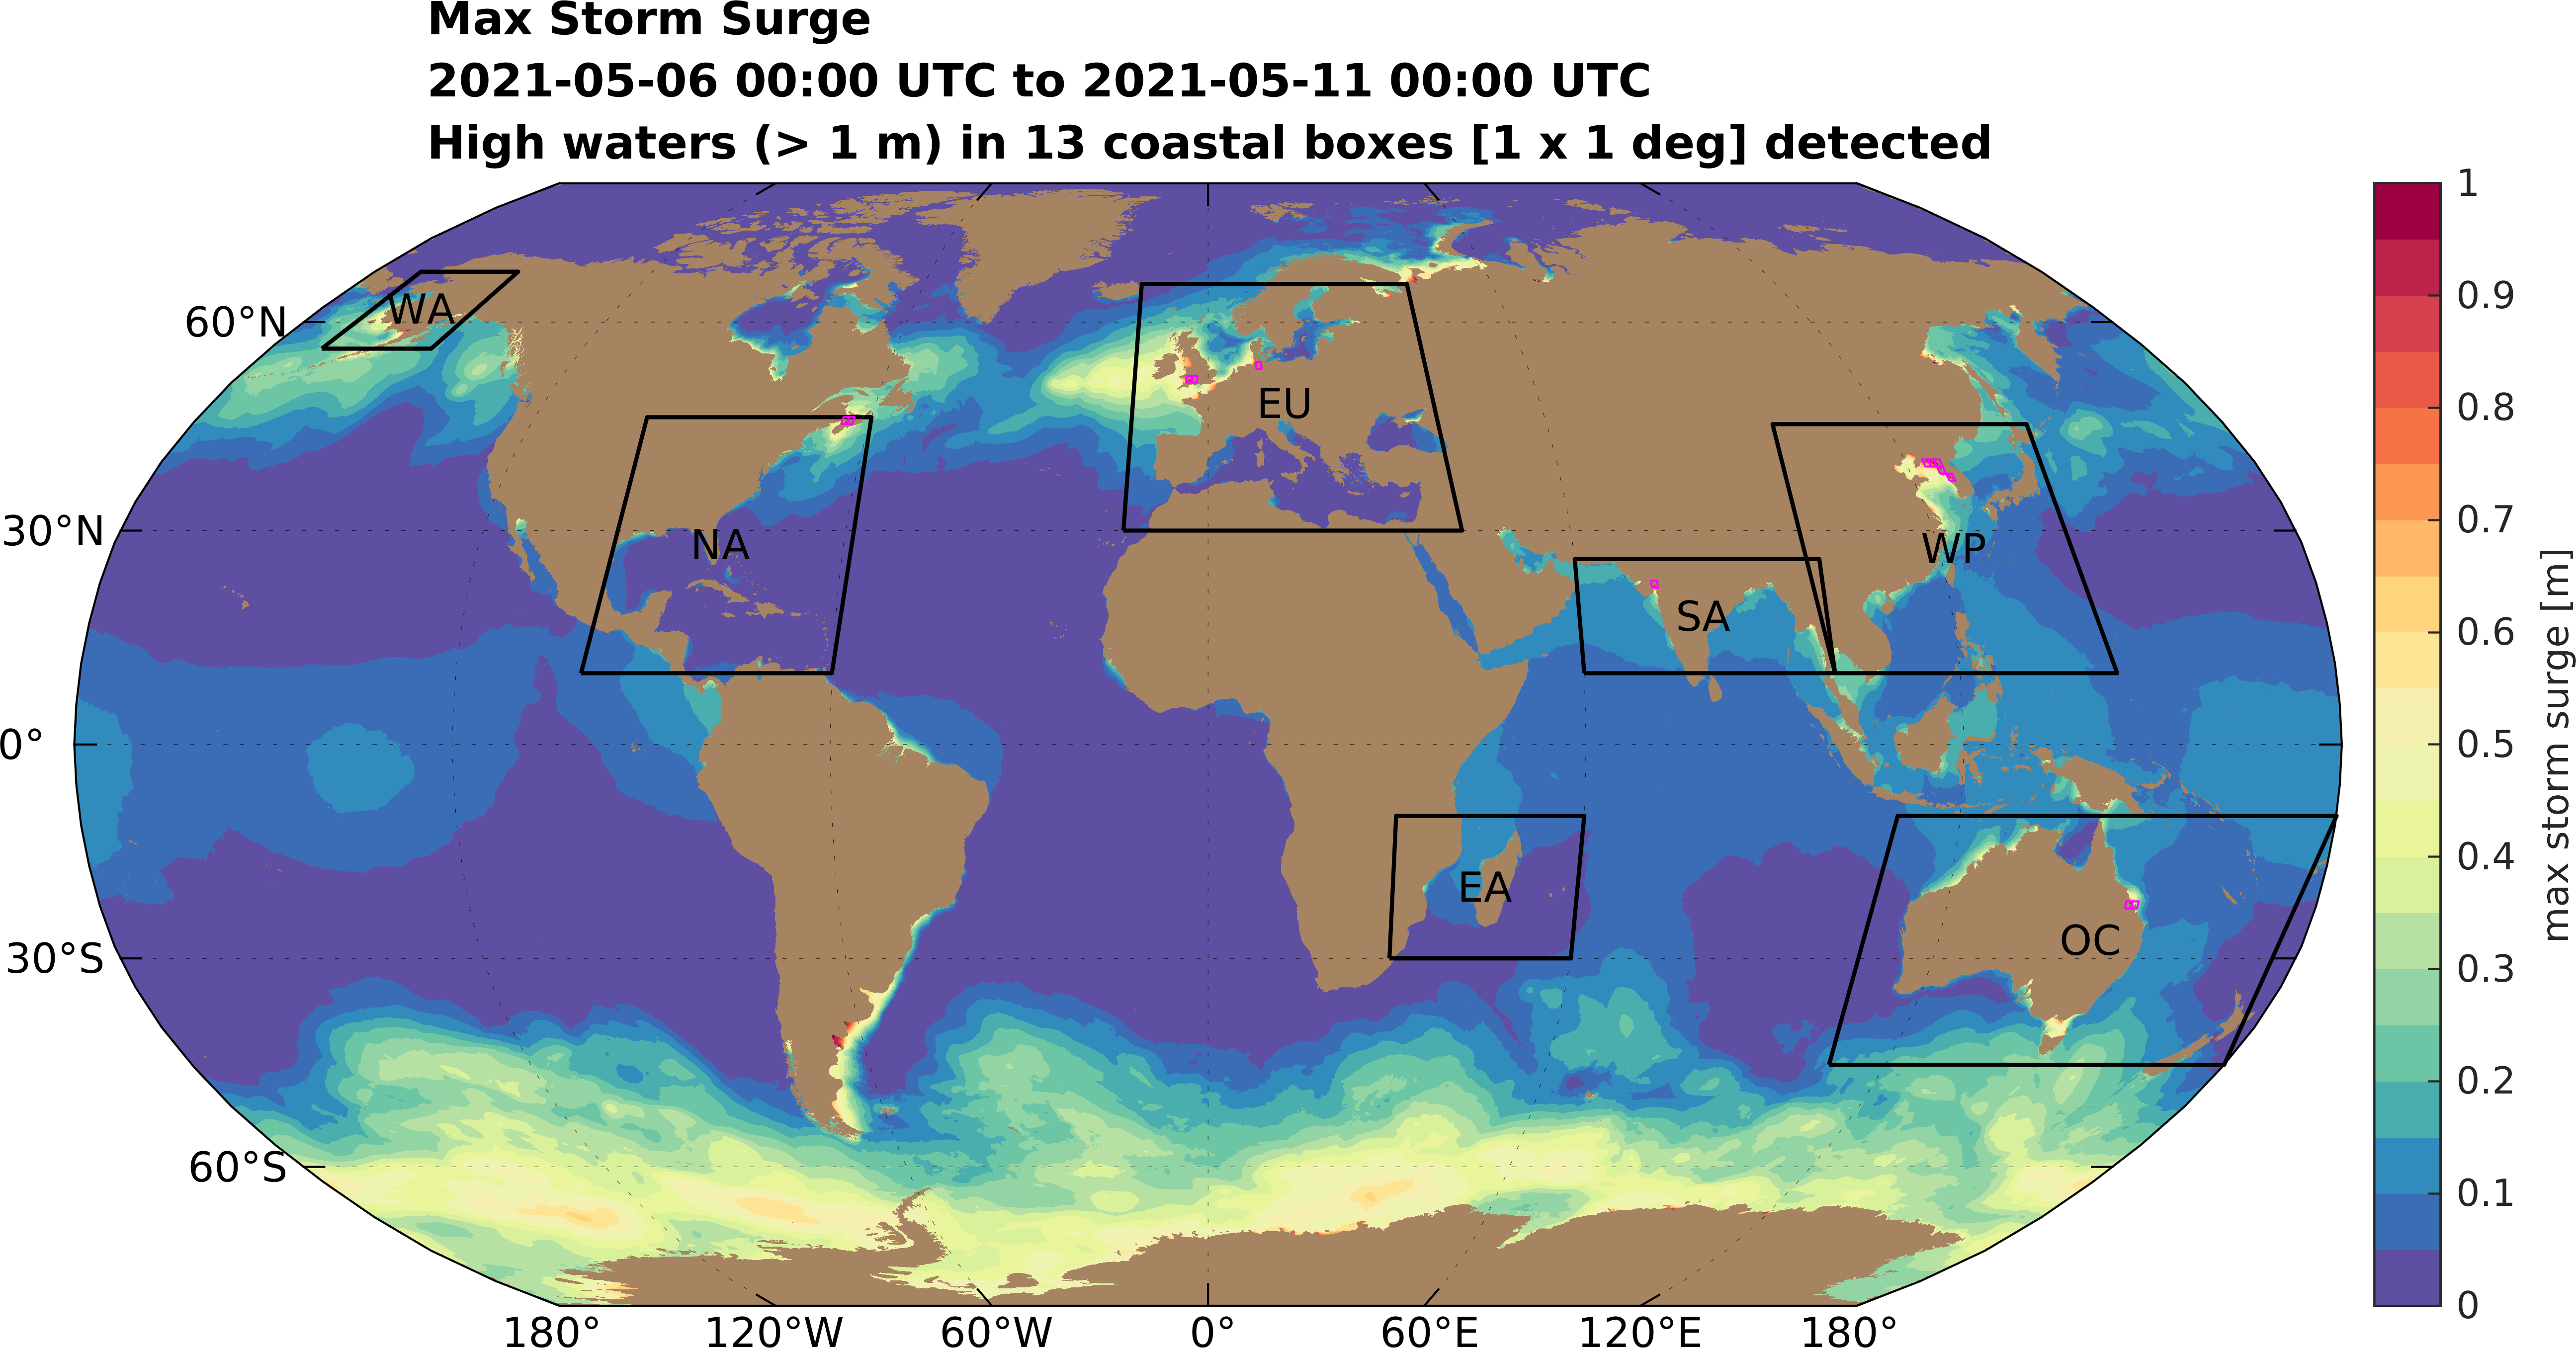 Max Storm Surge
2021-05-06 00:00 UTC to 2021-05-11 00:00 UTC
High waters (> 1 m) in 13 coastal boxes [1 x 1 deg] detected
60°N
30°N
0°
30°S
60°S
WA
NA
EU
SA
WP
EA
OC
180°
120°W
60°W
0°
60°E
120°E
180°
1
0.9
0.8
0.7
0.6
0.5
0.4
0.3
0.2
0.1
0
max storm surge [m]